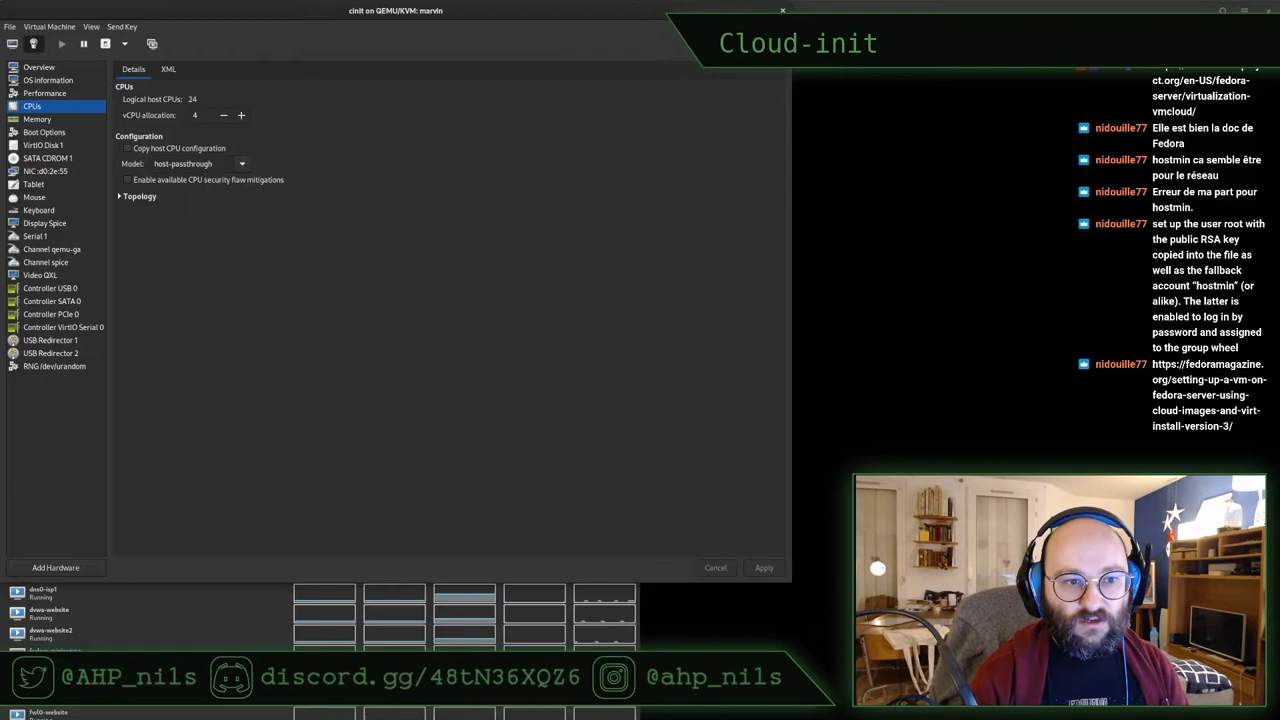 cinit on QEMU/KVM: marvin
File Virtual Machine View Send Key
Cloud-init
Overview
OS information
Performance
CPUs
Memory
Boot Options
VirtIO Disk 1
SATA CDROM 1
NIC :d0:2e:55
Tablet
Mouse
Keyboard
Display Spice
Serial 1
Channel qemu-ga
Channel spice
Video QXL
Controller USB 0
Controller SATA 0
Controller PCIe 0
Controller VirtIO Serial 0
USB Redirector 1
USB Redirector 2
RNG /dev/urandom
Add Hardware
Details XML
CPUs
Logical host CPUs: 24
vCPU allocation: 4
Configuration
Copy host CPU configuration
Model: host-passthrough
Enable available CPU security flaw mitigations
Topology
Cancel Apply
ct.org/en-US/fedora-
server/virtualization-
vmcloud/
nidouille77 Elle est bien la doc de
Fedora
nidouille77 hostmin ca semble être
pour le réseau
nidouille77 Erreur de ma part pour
hostmin.
nidouille77 set up the user root with
the public RSA key
copied into the file as
well as the fallback
account “hostmin” (or
alike). The latter is
enabled to log in by
password and assigned
to the group wheel
nidouille77 https://fedoramagazine.
org/setting-up-a-vm-on-
fedora-server-using-
cloud-images-and-virt-
install-version-3/
dns0-isp1
Running
dvwa-website
Running
dvwa-website2
Running
@AHP_nils discord.gg/48tN36XQZ6 @ahp_nils
fwl0-website
Running